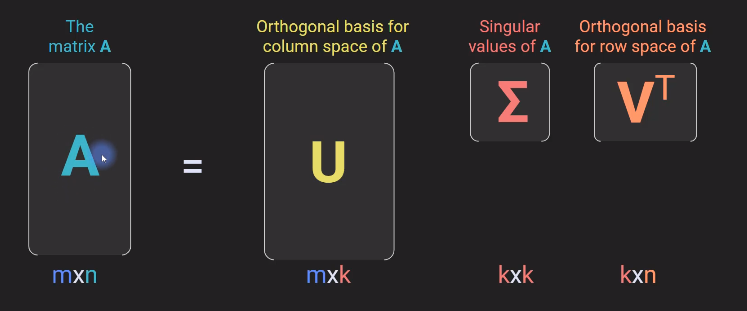 The
matrix A
Orthogonal basis for
column space of A
Singular
values of A
Orthogonal basis
for row space of A
A
=
U
Σ
Vᵀ
mxn
mxk
kxk
kxn